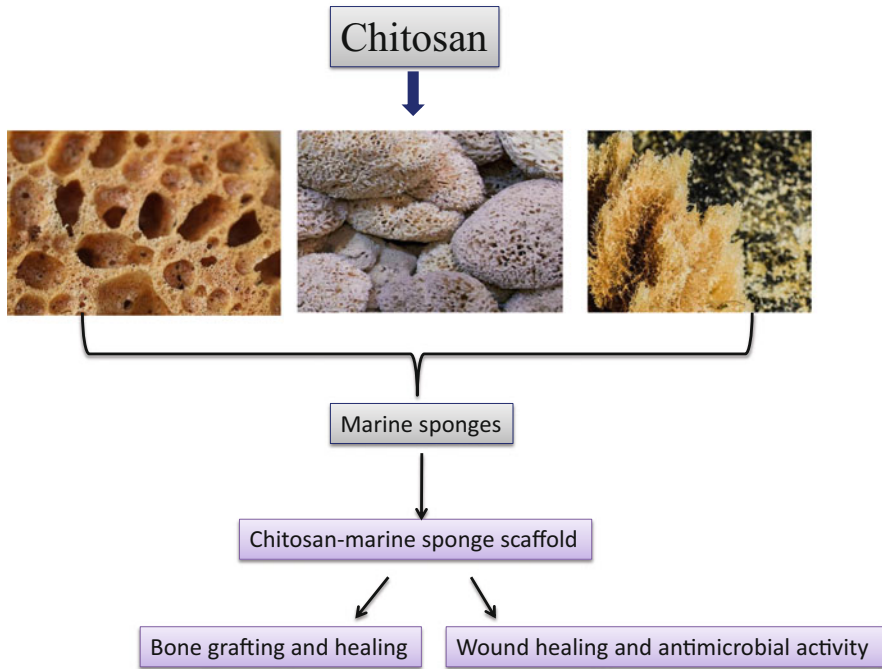 Chitosan
Marine sponges
Chitosan-marine sponge scaffold
Bone grafting and healing
Wound healing and antimicrobial activity